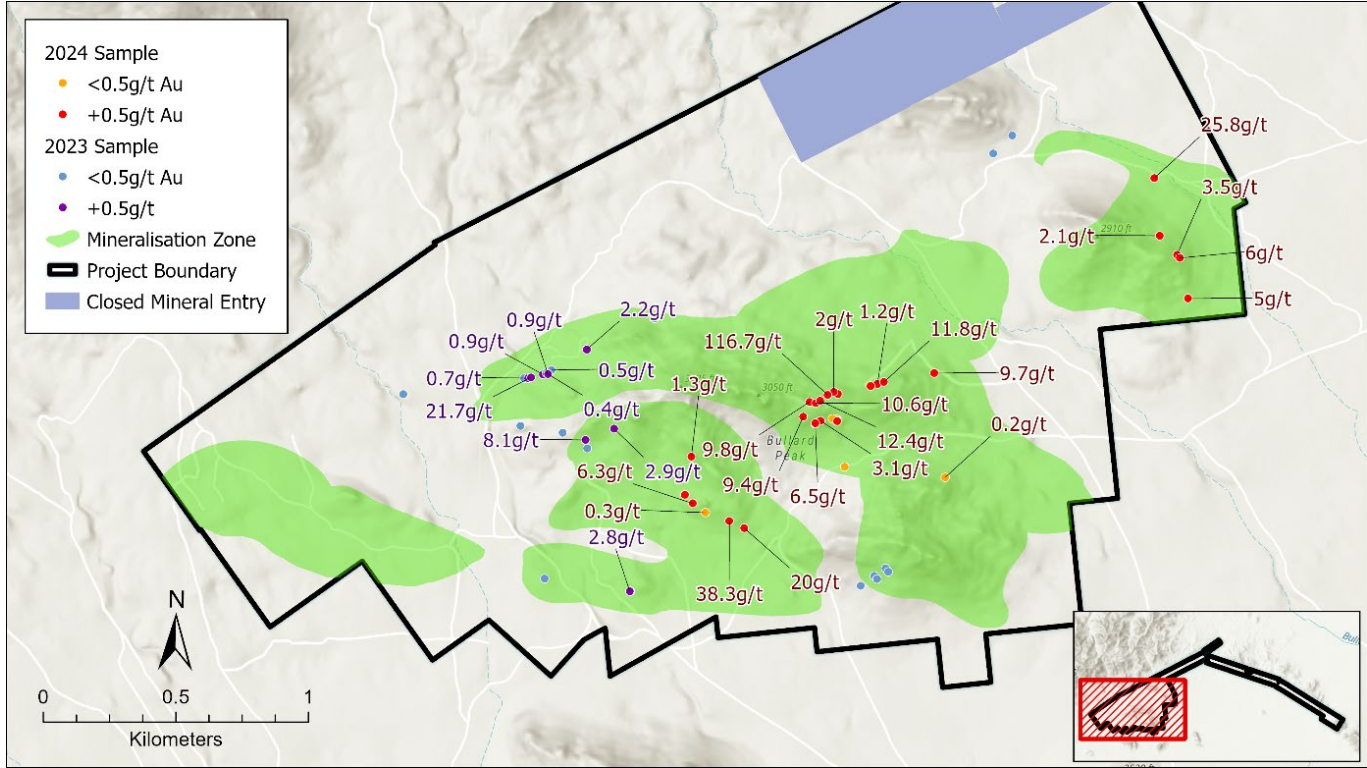 2024 Sample
<0.5g/t Au
+0.5g/t Au
2023 Sample
<0.5g/t Au
+0.5g/t
Mineralisation Zone
Project Boundary
Closed Mineral Entry
25.8g/t
3.5g/t
2910 ft
2.1g/t
6g/t
5g/t
2.2g/t
0.9g/t
2g/t
1.2g/t
11.8g/t
0.9g/t
116.7g/t
0.7g/t
0.5g/t
1.3g/t
3050 ft
9.7g/t
21.7g/t
0.4g/t
10.6g/t
8.1g/t
9.8g/t
Bullard
Peak
12.4g/t
0.2g/t
6.3g/t
2.9g/t
9.4g/t
6.5g/t
3.1g/t
0.3g/t
2.8g/t
38.3g/t
20g/t
N
0 0.5 1
Kilometers